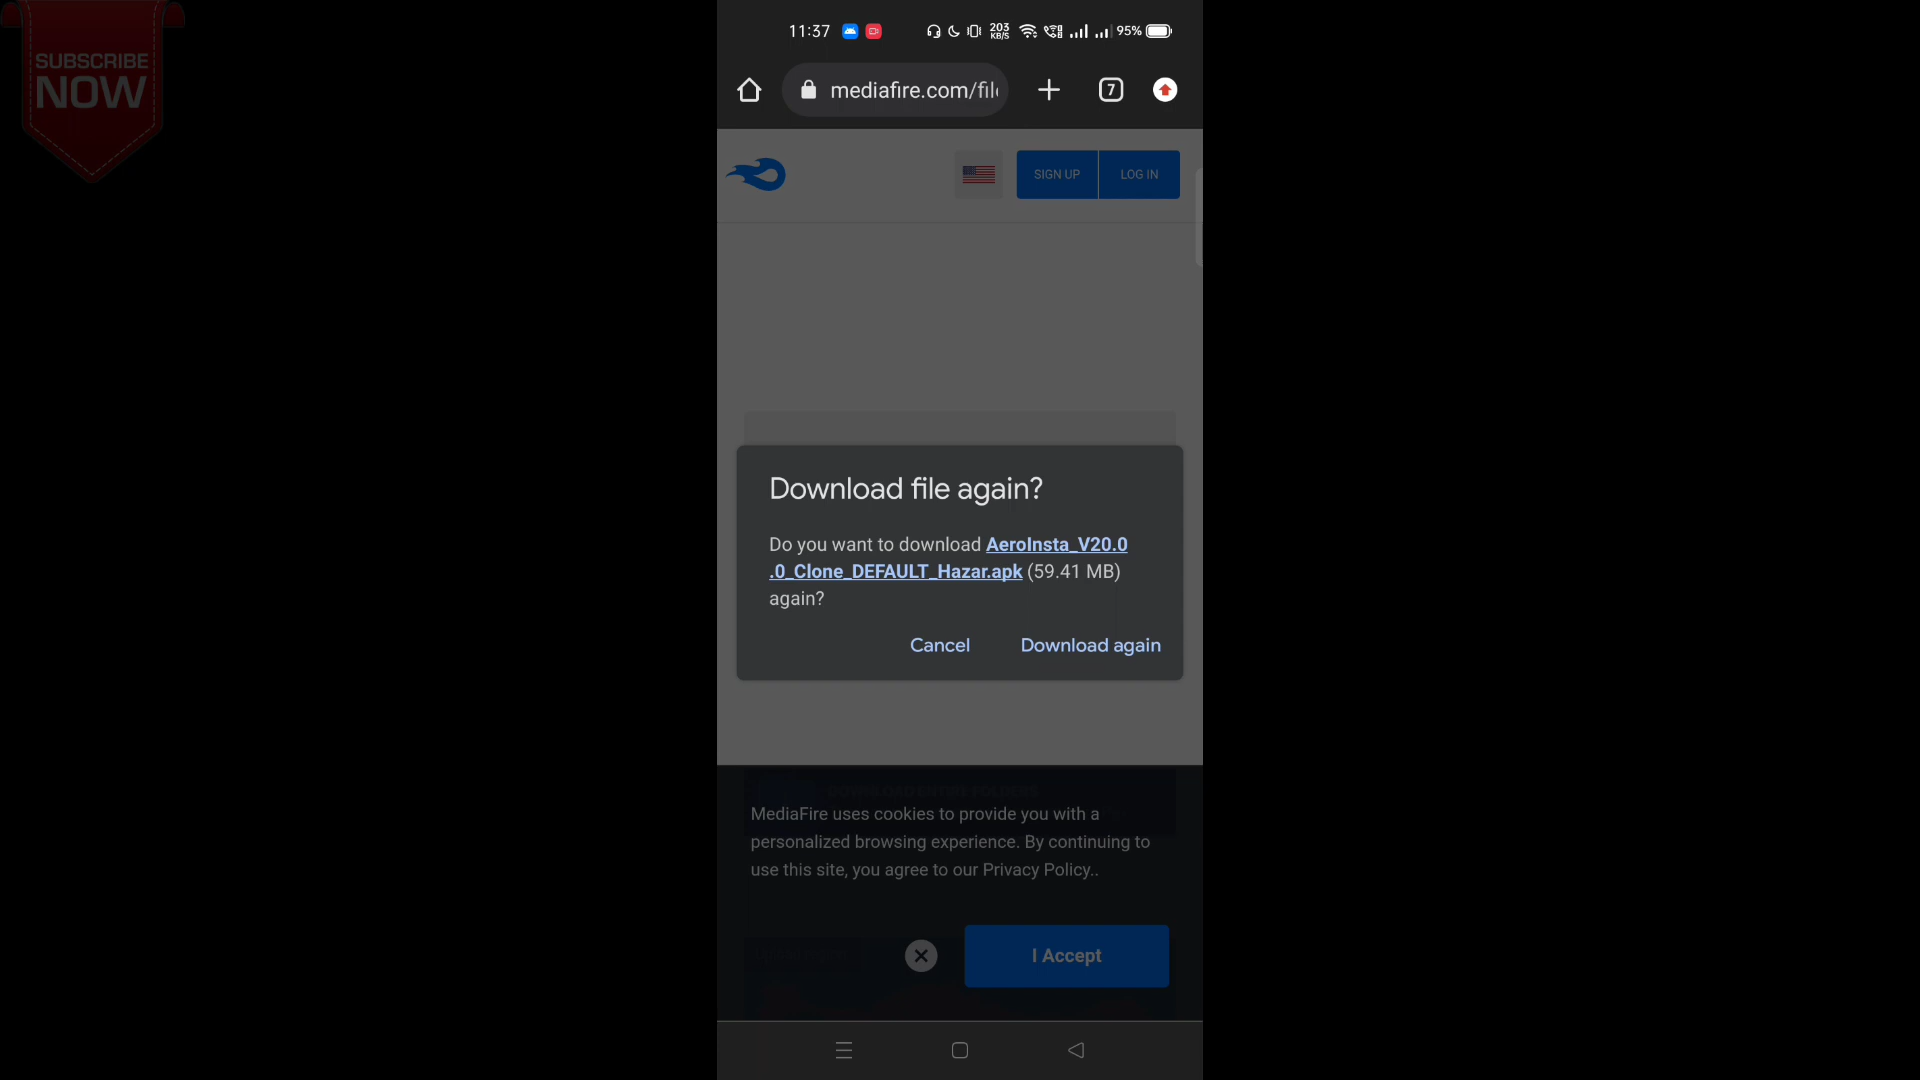 SUBSCRIBE
NOW
11:37
203
KB/S
95%
mediafire.com/fil
7
SIGN UP
LOG IN
Download file again?
Do you want to download AeroInsta_V20.0
.0_Clone_DEFAULT_Hazar.apk (59.41 MB)
again?
Cancel
Download again
MediaFire uses cookies to provide you with a
personalized browsing experience. By continuing to
use this site, you agree to our Privacy Policy..
I Accept